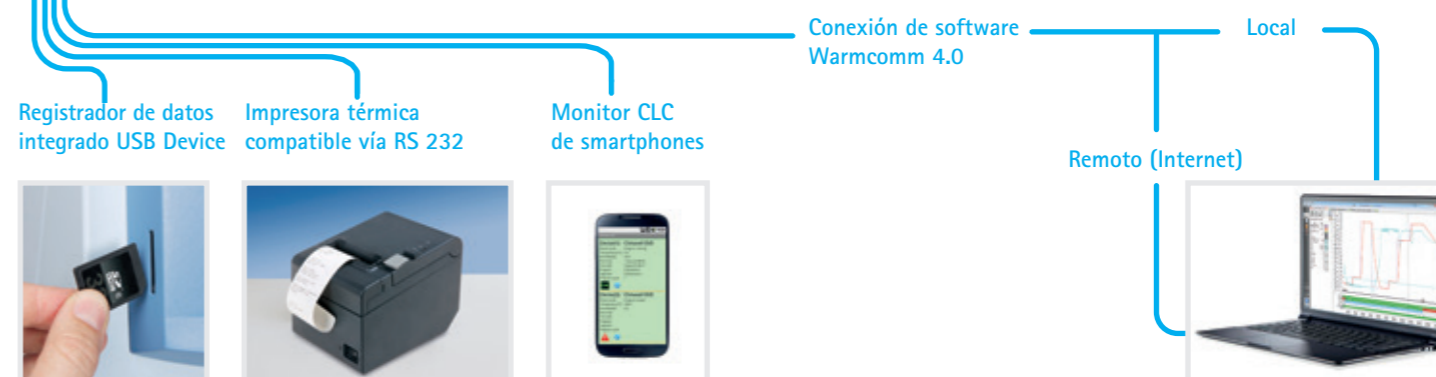 Conexión de software
Warmcomm 4.0
Local
Registrador de datos
integrado USB Device
Impresora térmica
compatible vía RS 232
Monitor CLC
de smartphones
Remoto (Internet)